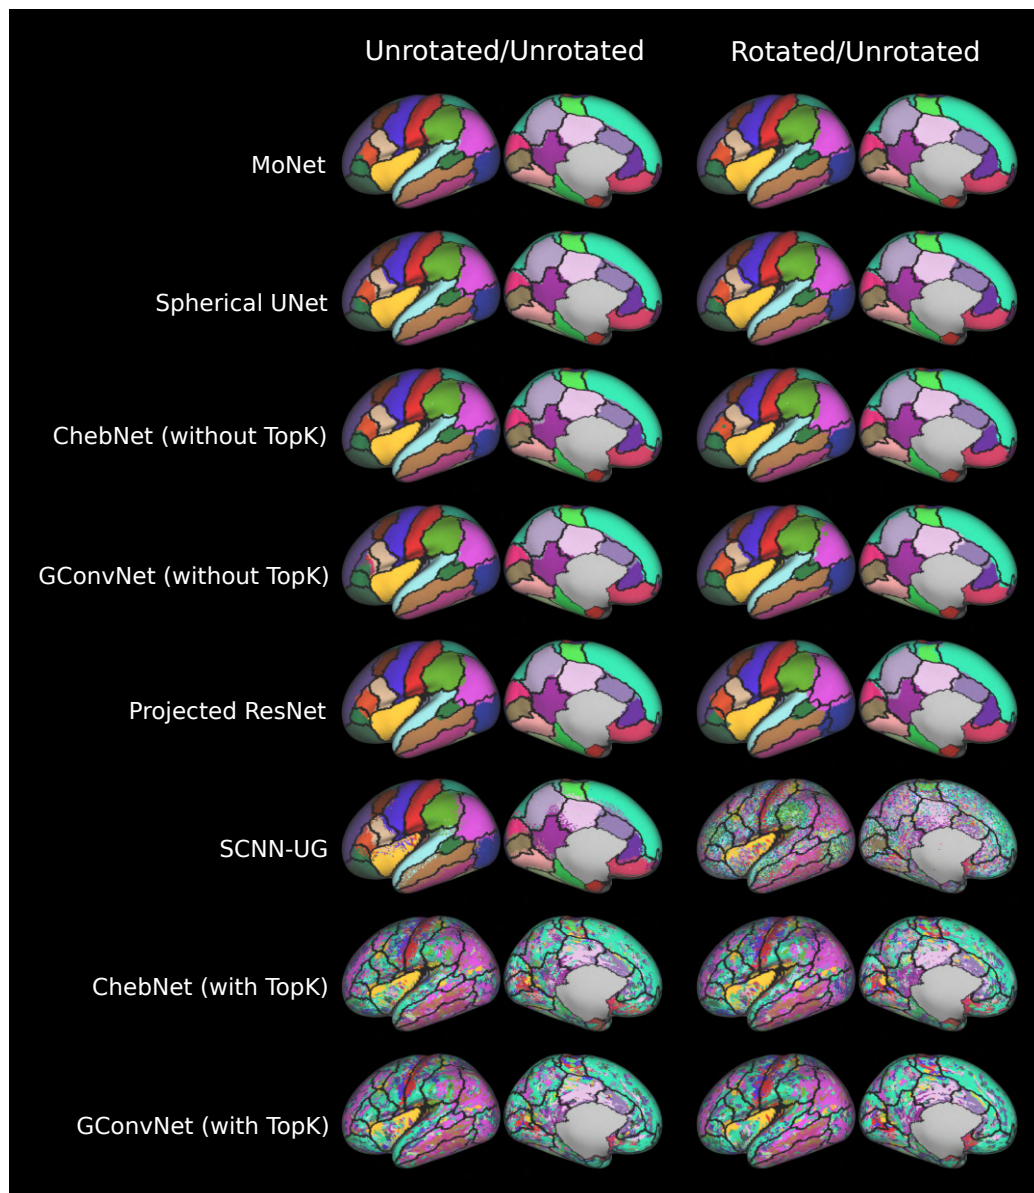 Unrotated/Unrotated
Rotated/Unrotated
MoNet
Spherical UNet
ChebNet (without TopK)
GConvNet (without TopK)
Projected ResNet
SCNN-UG
ChebNet (with TopK)
GConvNet (with TopK)